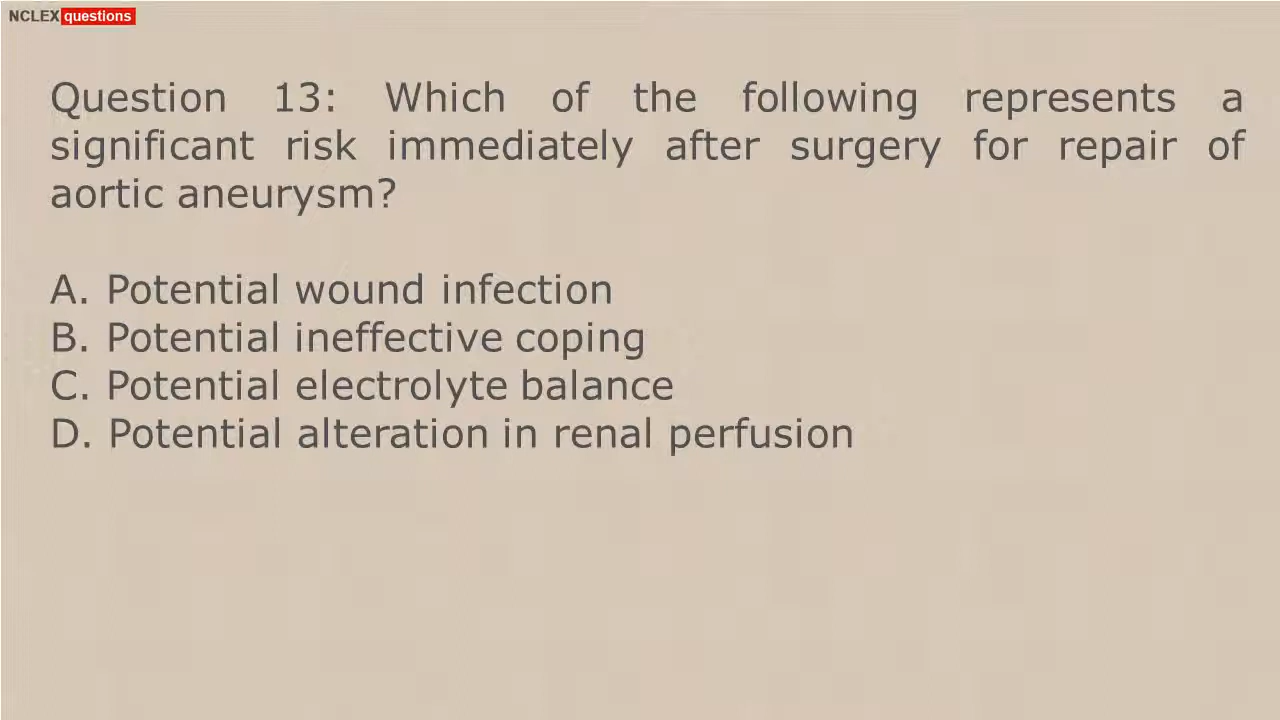 NCLEX questions
Question 13: Which of the following represents a
significant risk immediately after surgery for repair of
aortic aneurysm?
A. Potential wound infection
B. Potential ineffective coping
C. Potential electrolyte balance
D. Potential alteration in renal perfusion